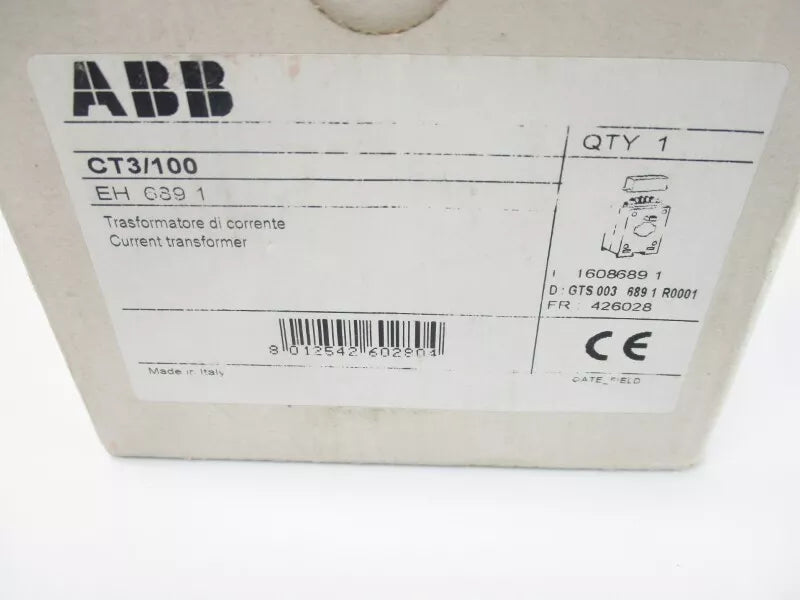 ABB
CT3/100
EH 689 1
Trasformatore di corrente
Current transformer
8 012542 602804
Made in Italy
QTY 1
I 1608689 1
D : GTS 003 689 1 R0001
FR : 426028
CE
DATE_FIELD